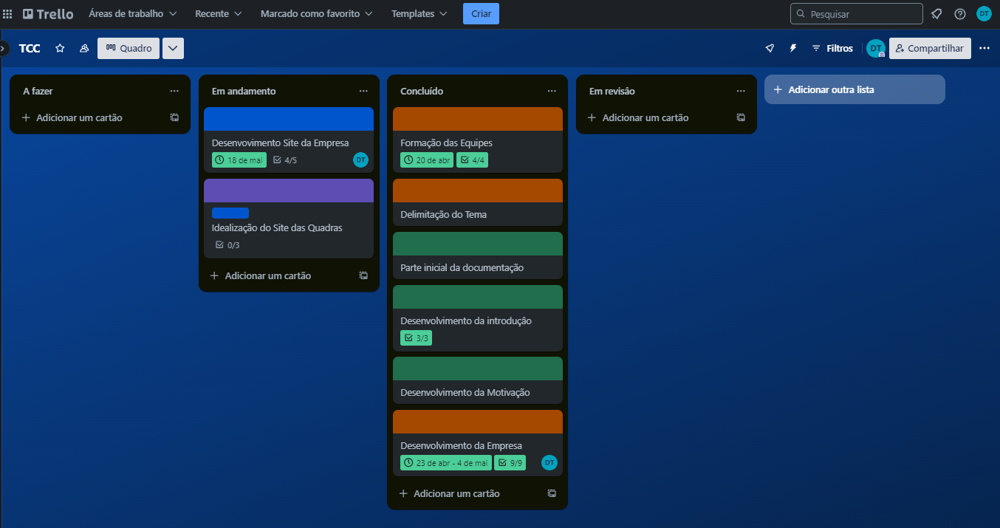 Trello Áreas de trabalho Recente Marcado como favorito Templates Criar Pesquisar DT
TCC Quadro Filtros DT Compartilhar
A fazer
Adicionar um cartão
Em andamento
Desenvovimento Site da Empresa
18 de mai 4/5 DT
Idealização do Site das Quadras
0/3
Adicionar um cartão
Concluído
Formação das Equipes
20 de abr 4/4
Delimitação do Tema
Parte inicial da documentação
Desenvolvimento da introdução
3/3
Desenvolvimento da Motivação
Desenvolvimento da Empresa
23 de abr - 4 de mai 9/9 DT
Adicionar um cartão
Em revisão
Adicionar um cartão
Adicionar outra lista